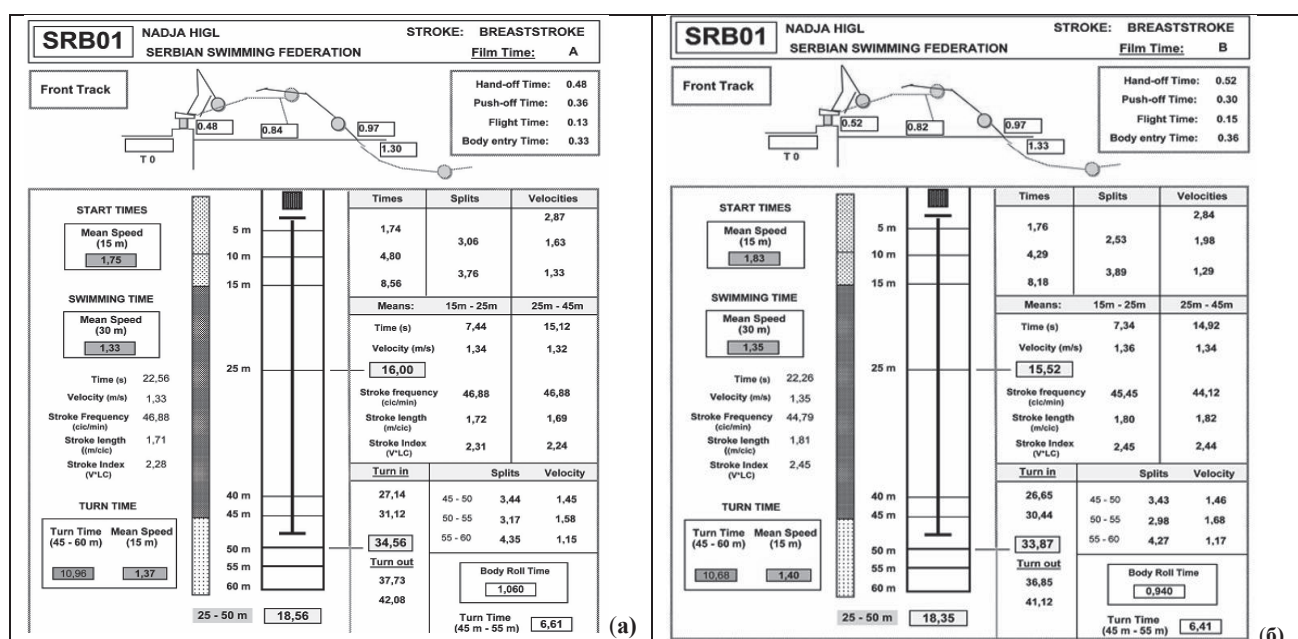 SRB01
NADJA HIGL
STROKE: BREASTSTROKE
SERBIAN SWIMMING FEDERATION
Film Time: A
Front Track
Hand-off Time: 0.48
Push-off Time: 0.36
Flight Time: 0.13
Body entry Time: 0.33
0.48
0.84
0.97
1.30
T 0
START TIMES
Mean Speed
(15 m)
1,75
SWIMMING TIME
Mean Speed
(30 m)
1,33
Time (s) 22,56
Velocity (m/s) 1,33
Stroke Frequency 46,88
(cic/min)
Stroke length 1,71
((m/cic)
Stroke Index 2,28
(V*LC)
TURN TIME
Turn Time Mean Speed
(45 - 60 m) (15 m)
10,96 1,37
5 m
10 m
15 m
25 m
40 m
45 m
50 m
55 m
60 m
25 - 50 m 18,56
Times Splits Velocities
2,87
1,74
3,06 1,63
4,80
3,76 1,33
8,56
Means: 15m - 25m 25m - 45m
Time (s) 7,44 15,12
Velocity (m/s) 1,34 1,32
16,00
Stroke frequency 46,88 46,88
(cic/min)
Stroke length 1,72 1,69
(m/cic)
Stroke Index 2,31 2,24
(V*LC)
Turn in Splits Velocity
27,14 45 - 50 3,44 1,45
31,12 50 - 55 3,17 1,58
55 - 60 4,35 1,15
34,56
Turn out
37,73
42,08
Body Roll Time
1,060
Turn Time
(45 m - 55 m) 6,61
(а)
SRB01
NADJA HIGL
STROKE: BREASTSTROKE
SERBIAN SWIMMING FEDERATION
Film Time: B
Front Track
Hand-off Time: 0.52
Push-off Time: 0.30
Flight Time: 0.15
Body entry Time: 0.36
0.52
0.82
0.97
1.33
T 0
START TIMES
Mean Speed
(15 m)
1,83
SWIMMING TIME
Mean Speed
(30 m)
1,35
Time (s) 22,26
Velocity (m/s) 1,35
Stroke Frequency 44,79
(cic/min)
Stroke length 1,81
((m/cic)
Stroke Index 2,45
(V*LC)
TURN TIME
Turn Time Mean Speed
(45 - 60 m) (15 m)
10,68 1,40
5 m
10 m
15 m
25 m
40 m
45 m
50 m
55 m
60 m
25 - 50 m 18,35
Times Splits Velocities
2,84
1,76
2,53 1,98
4,29
3,89 1,29
8,18
Means: 15m - 25m 25m - 45m
Time (s) 7,34 14,92
Velocity (m/s) 1,36 1,34
15,52
Stroke frequency 45,45 44,12
(cic/min)
Stroke length 1,80 1,82
(m/cic)
Stroke Index 2,45 2,44
(V*LC)
Turn in Splits Velocity
26,65 45 - 50 3,43 1,46
30,44 50 - 55 2,98 1,68
55 - 60 4,27 1,17
33,87
Turn out
36,85
41,12
Body Roll Time
0,940
Turn Time
(45 m - 55 m) 6,41
(б)